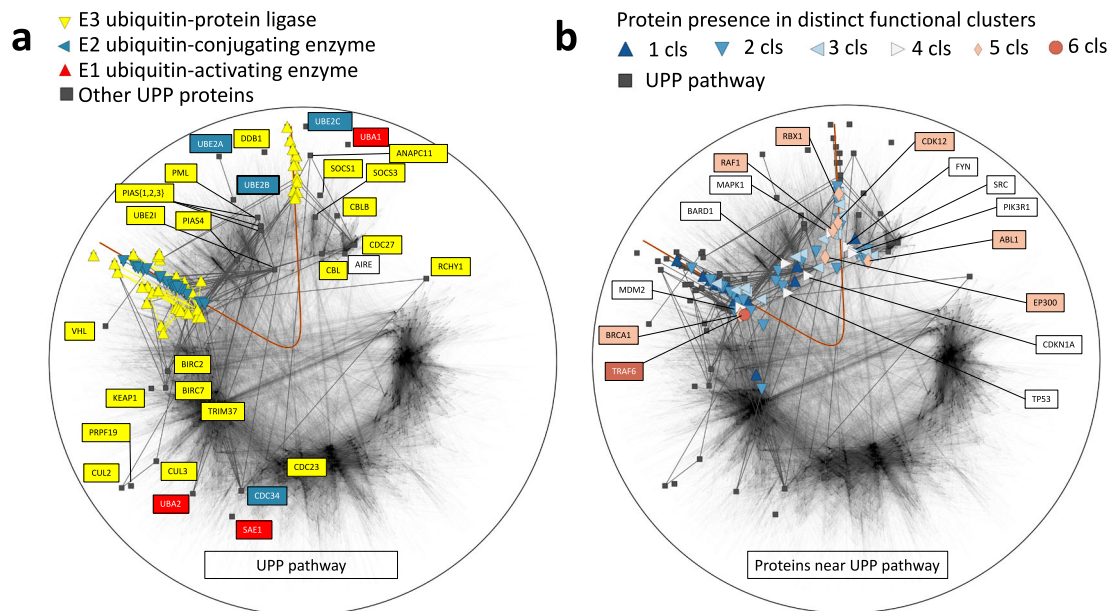 a
E3 ubiquitin-protein ligase
E2 ubiquitin-conjugating enzyme
E1 ubiquitin-activating enzyme
Other UPP proteins
UBE2C
UBE2A
DDB1
UBA1
ANAPC11
PML
SOCS1
SOCS3
UBE2B
PIAS{1,2,3}
CBLB
UBE2I
PIAS4
CDC27
CBL
AIRE
RCHY1
VHL
BIRC2
BIRC7
KEAP1
TRIM37
PRPF19
CUL2
CUL3
CDC23
UBA2
CDC34
SAE1
UPP pathway
b
Protein presence in distinct functional clusters
1 cls
2 cls
3 cls
4 cls
5 cls
6 cls
UPP pathway
RBX1
CDK12
RAF1
FYN
MAPK1
SRC
BARD1
PIK3R1
ABL1
MDM2
EP300
BRCA1
CDKN1A
TRAF6
TP53
Proteins near UPP pathway